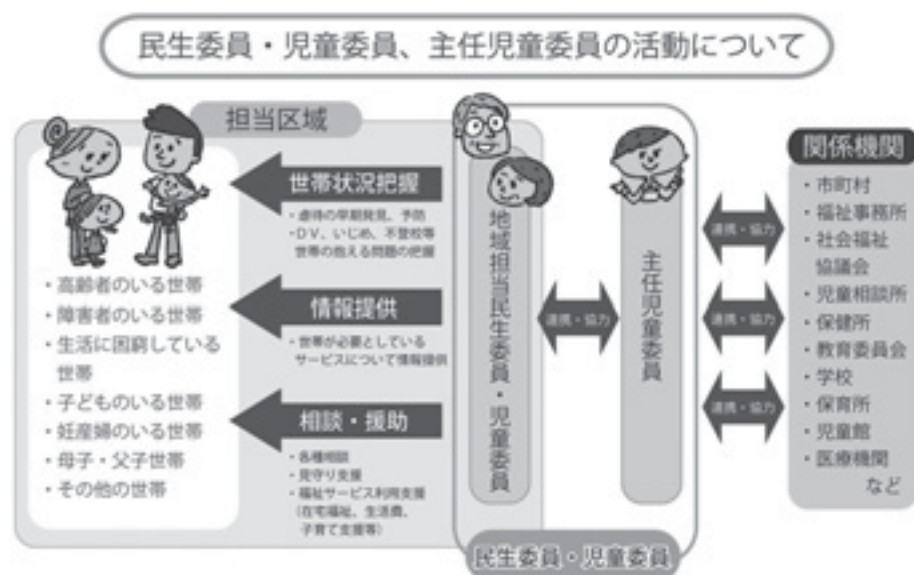 民生委員・児童委員、主任児童委員の活動について
担当区域
・高齢者のいる世帯
・障害者のいる世帯
・生活に困窮している
世帯
・子どものいる世帯
・妊産婦のいる世帯
・母子・父子世帯
・その他の世帯
世帯状況把握
・虐待の早期発見、予防
・DV、いじめ、不登校等
世帯の抱える問題の把握
情報提供
・世帯が必要としている
サービスについて情報提供
相談・援助
・各種相談
・見守り支援
・福祉サービス利用支援
(在宅福祉、生活費、
子育て支援等)
地域担当民生委員・児童委員
連携・協力
主任児童委員
民生委員・児童委員
連携・協力
連携・協力
連携・協力
関係機関
・市町村
・福祉事務所
・社会福祉
協議会
・児童相談所
・保健所
・教育委員会
・学校
・保育所
・児童館
・医療機関
など